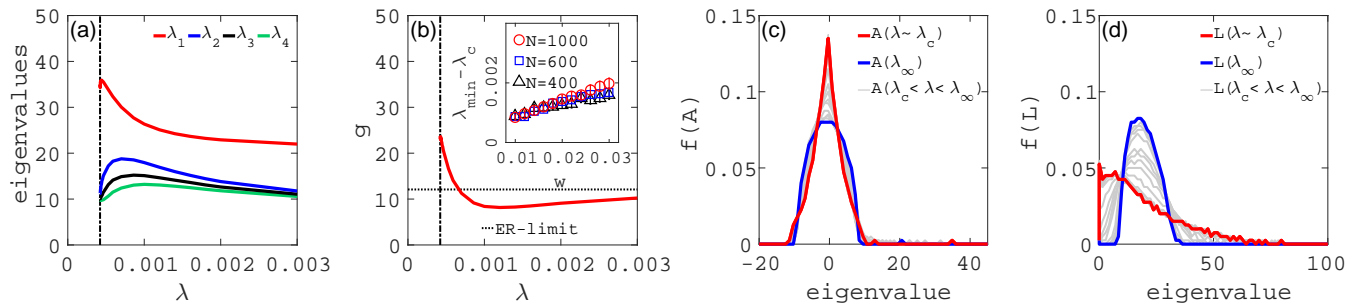 (a)
λ1 λ2 λ3 λ4
eigenvalues
50
40
30
20
10
0
0 0.001 0.002 0.003
λ
(b)
g
50
40
30
20
10
0
0 0.001 0.002 0.003
λ
N=1000
N=600
N=400
λmin-λc
0.002
0
0.01 0.02 0.03
w
ER-limit
(c)
A(λ~λc)
A(λ∞)
A(λc<λ<λ∞)
f(A)
0.15
0.1
0.05
0
-20 0 20 40
eigenvalue
(d)
L(λ~λc)
L(λ∞)
L(λc<λ<λ∞)
f(L)
0.15
0.1
0.05
0
0 50 100
eigenvalue